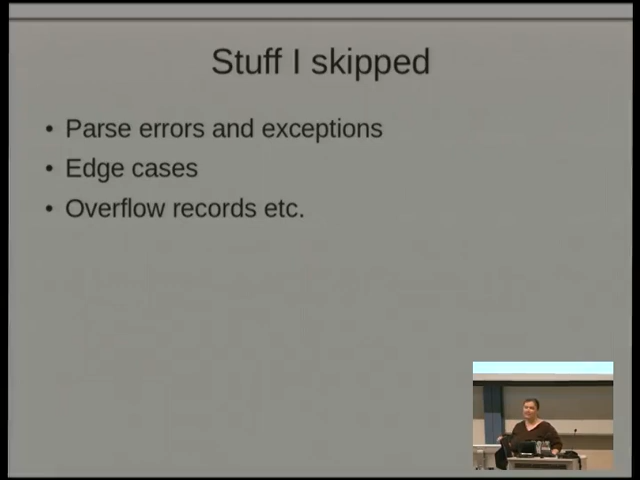 Stuff I skipped
• Parse errors and exceptions
• Edge cases
• Overflow records etc.